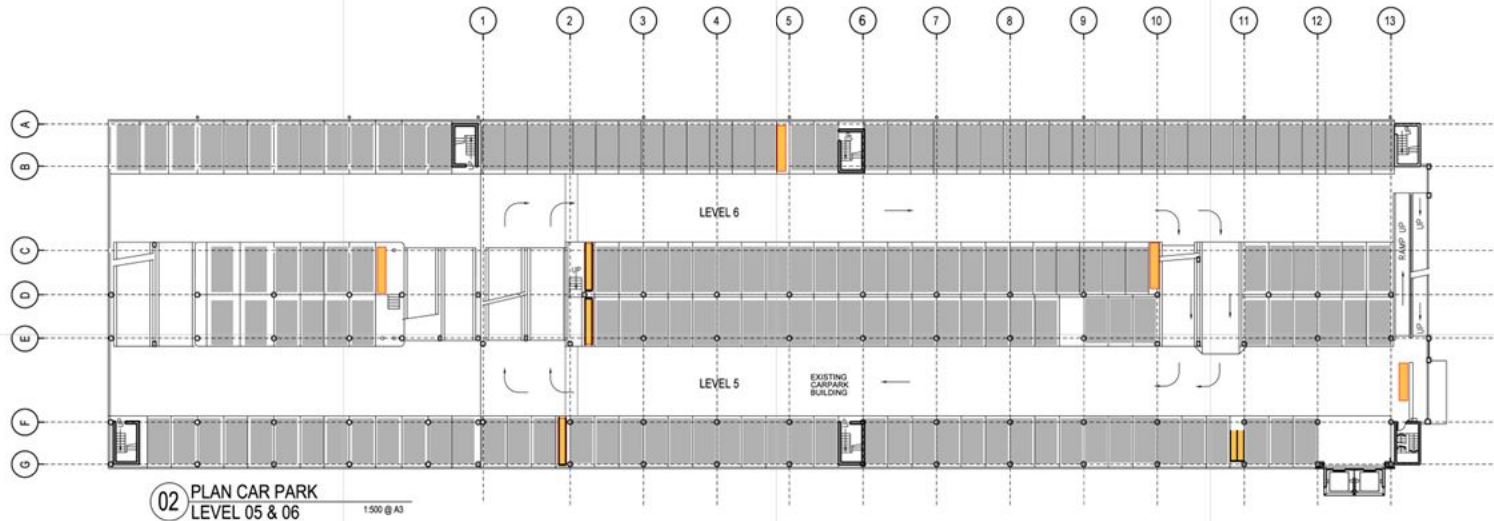 1 2 3 4 5 6 7 8 9 10 11 12 13
A
B
LEVEL 6
C
UP
RAMP UP
UP
D
E
UP
LEVEL 5
EXISTING
CARPARK
BUILDING
F
G
02 PLAN CAR PARK
LEVEL 05 & 06 1:500 @ A3